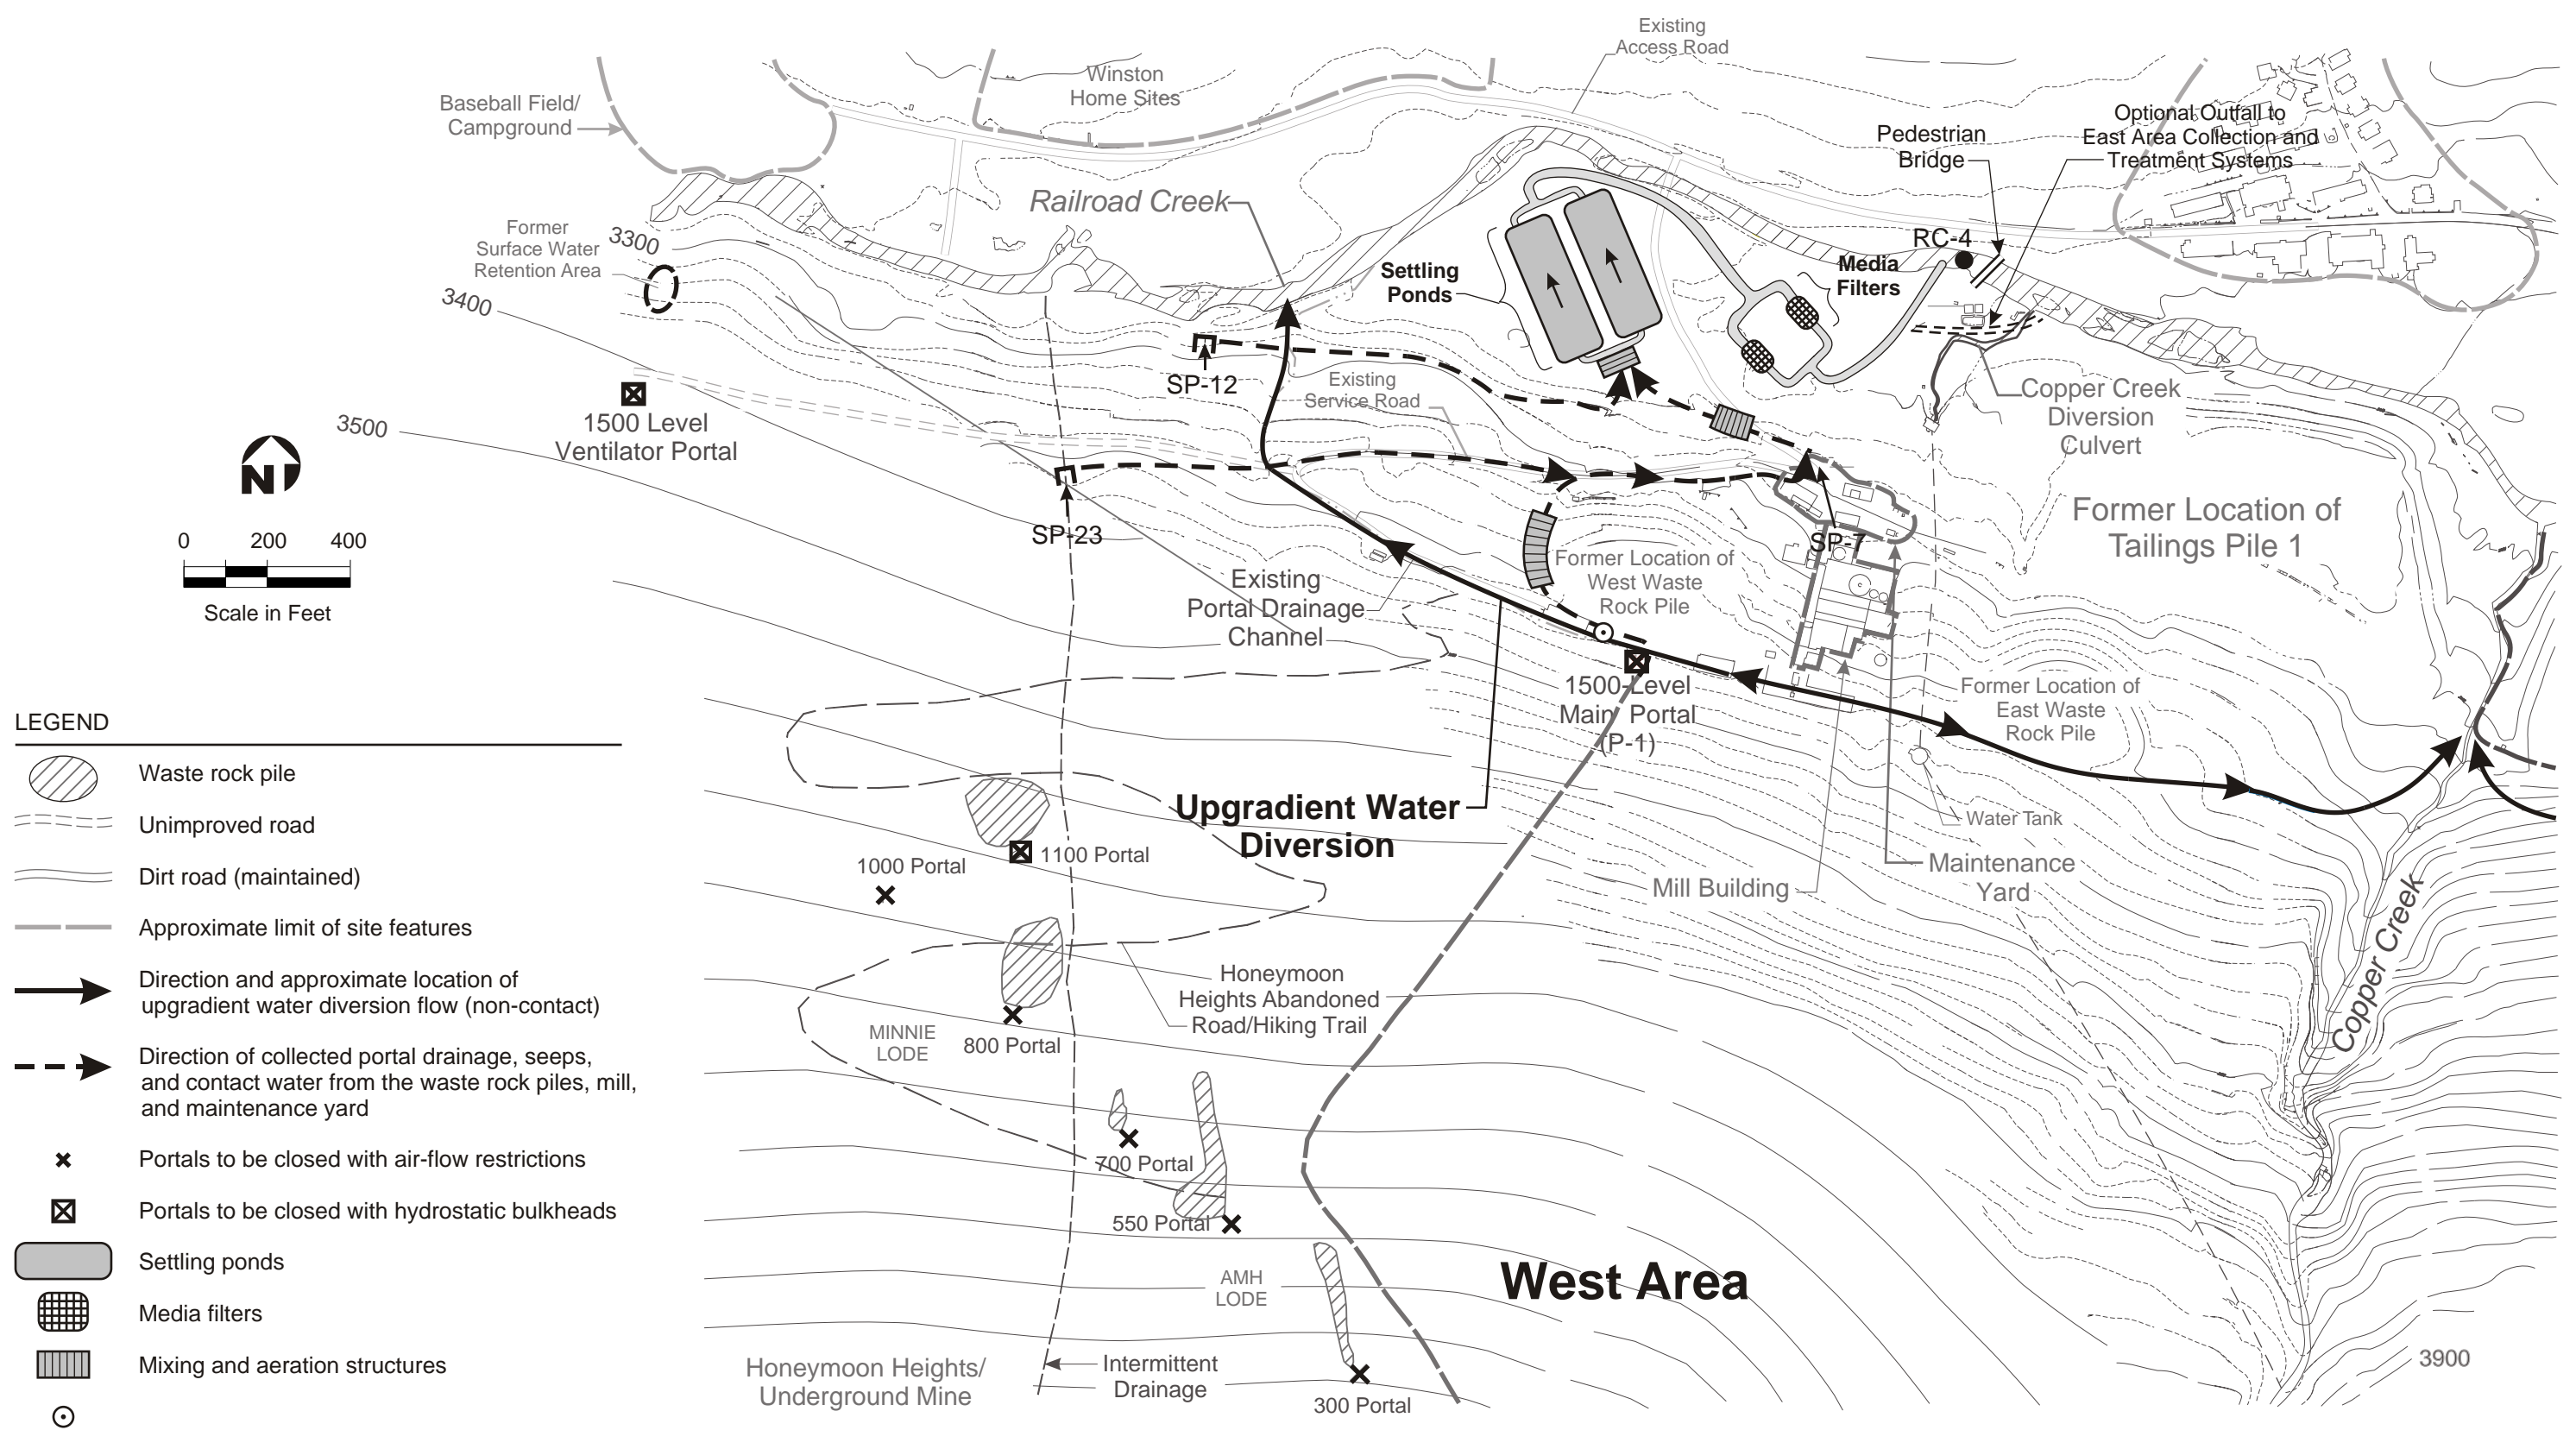 Existing
Access Road
Winston
Home Sites
Baseball Field/
Campground
Optional Outfall to
East Area Collection and
Treatment Systems
Pedestrian
Bridge
Railroad Creek
Former
Surface Water
Retention Area
3300
3400
3500
RC-4
Settling
Ponds
Media
Filters
SP-12
Existing
Service Road
Copper Creek
Diversion
Culvert
1500 Level
Ventilator Portal
N
0 200 400
Scale in Feet
SP-23
SP-7
Former Location of
Tailings Pile 1
Former Location of
West Waste
Rock Pile
Existing
Portal Drainage
Channel
1500-Level
Main Portal
(P-1)
Former Location of
East Waste
Rock Pile
Upgradient Water
Diversion
Water Tank
Mill Building
Maintenance
Yard
1100 Portal
1000 Portal
Copper Creek
Honeymoon
Heights Abandoned
Road/Hiking Trail
MINNIE
LODE
800 Portal
700 Portal
550 Portal
AMH
LODE
West Area
Honeymoon Heights/
Underground Mine
Intermittent
Drainage
300 Portal
3900
LEGEND
Waste rock pile
Unimproved road
Dirt road (maintained)
Approximate limit of site features
Direction and approximate location of
upgradient water diversion flow (non-contact)
Direction of collected portal drainage, seeps,
and contact water from the waste rock piles, mill,
and maintenance yard
Portals to be closed with air-flow restrictions
Portals to be closed with hydrostatic bulkheads
Settling ponds
Media filters
Mixing and aeration structures